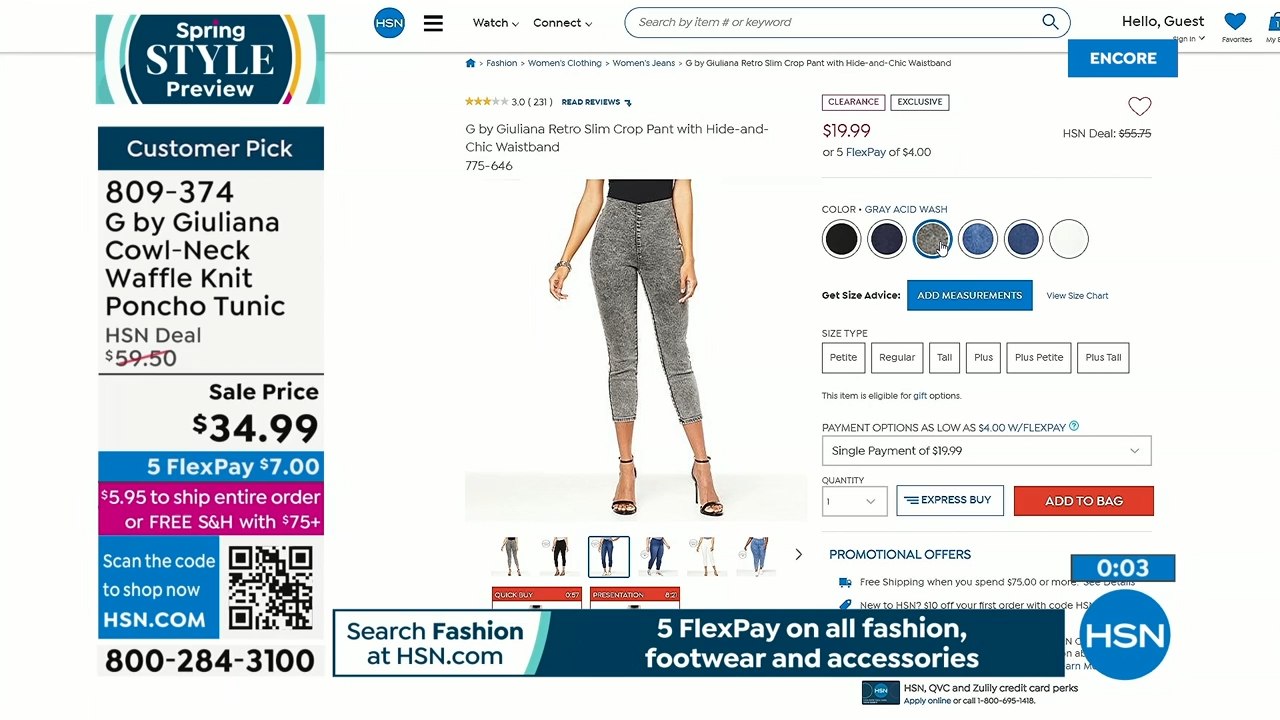 Spring
STYLE
Preview
Customer Pick
809-374
G by Giuliana
Cowl-Neck
Waffle Knit
Poncho Tunic
HSN Deal
$59.50
Sale Price
$34.99
5 FlexPay $7.00
$5.95 to ship entire order
or FREE S&H with $75+
Scan the code
to shop now
HSN.COM
800-284-3100
HSN
Watch
Connect
Search by item # or keyword
Hello, Guest
Sign In
Favorites
ENCORE
> Fashion > Women's Clothing > Women's Jeans > G by Giuliana Retro Slim Crop Pant with Hide-and-Chic Waistband
3.0 ( 231 ) READ REVIEWS
G by Giuliana Retro Slim Crop Pant with Hide-and-
Chic Waistband
775-646
CLEARANCE
EXCLUSIVE
$19.99
HSN Deal: $55.75
or 5 FlexPay of $4.00
COLOR • GRAY ACID WASH
Get Size Advice:
ADD MEASUREMENTS
View Size Chart
SIZE TYPE
Petite
Regular
Tall
Plus
Plus Petite
Plus Tall
This item is eligible for gift options.
PAYMENT OPTIONS AS LOW AS $4.00 W/FLEXPAY
Single Payment of $19.99
QUANTITY
1
EXPRESS BUY
ADD TO BAG
PROMOTIONAL OFFERS
Free Shipping when you spend $75.00 or more. See Details
New to HSN? $10 off your first order with code
QUICK BUY 0:57
PRESENTATION 8:21
0:03
Search Fashion
at HSN.com
5 FlexPay on all fashion,
footwear and accessories
HSN
HSN
HSN, QVC and Zulily credit card perks
Apply online or call 1-800-695-1418.